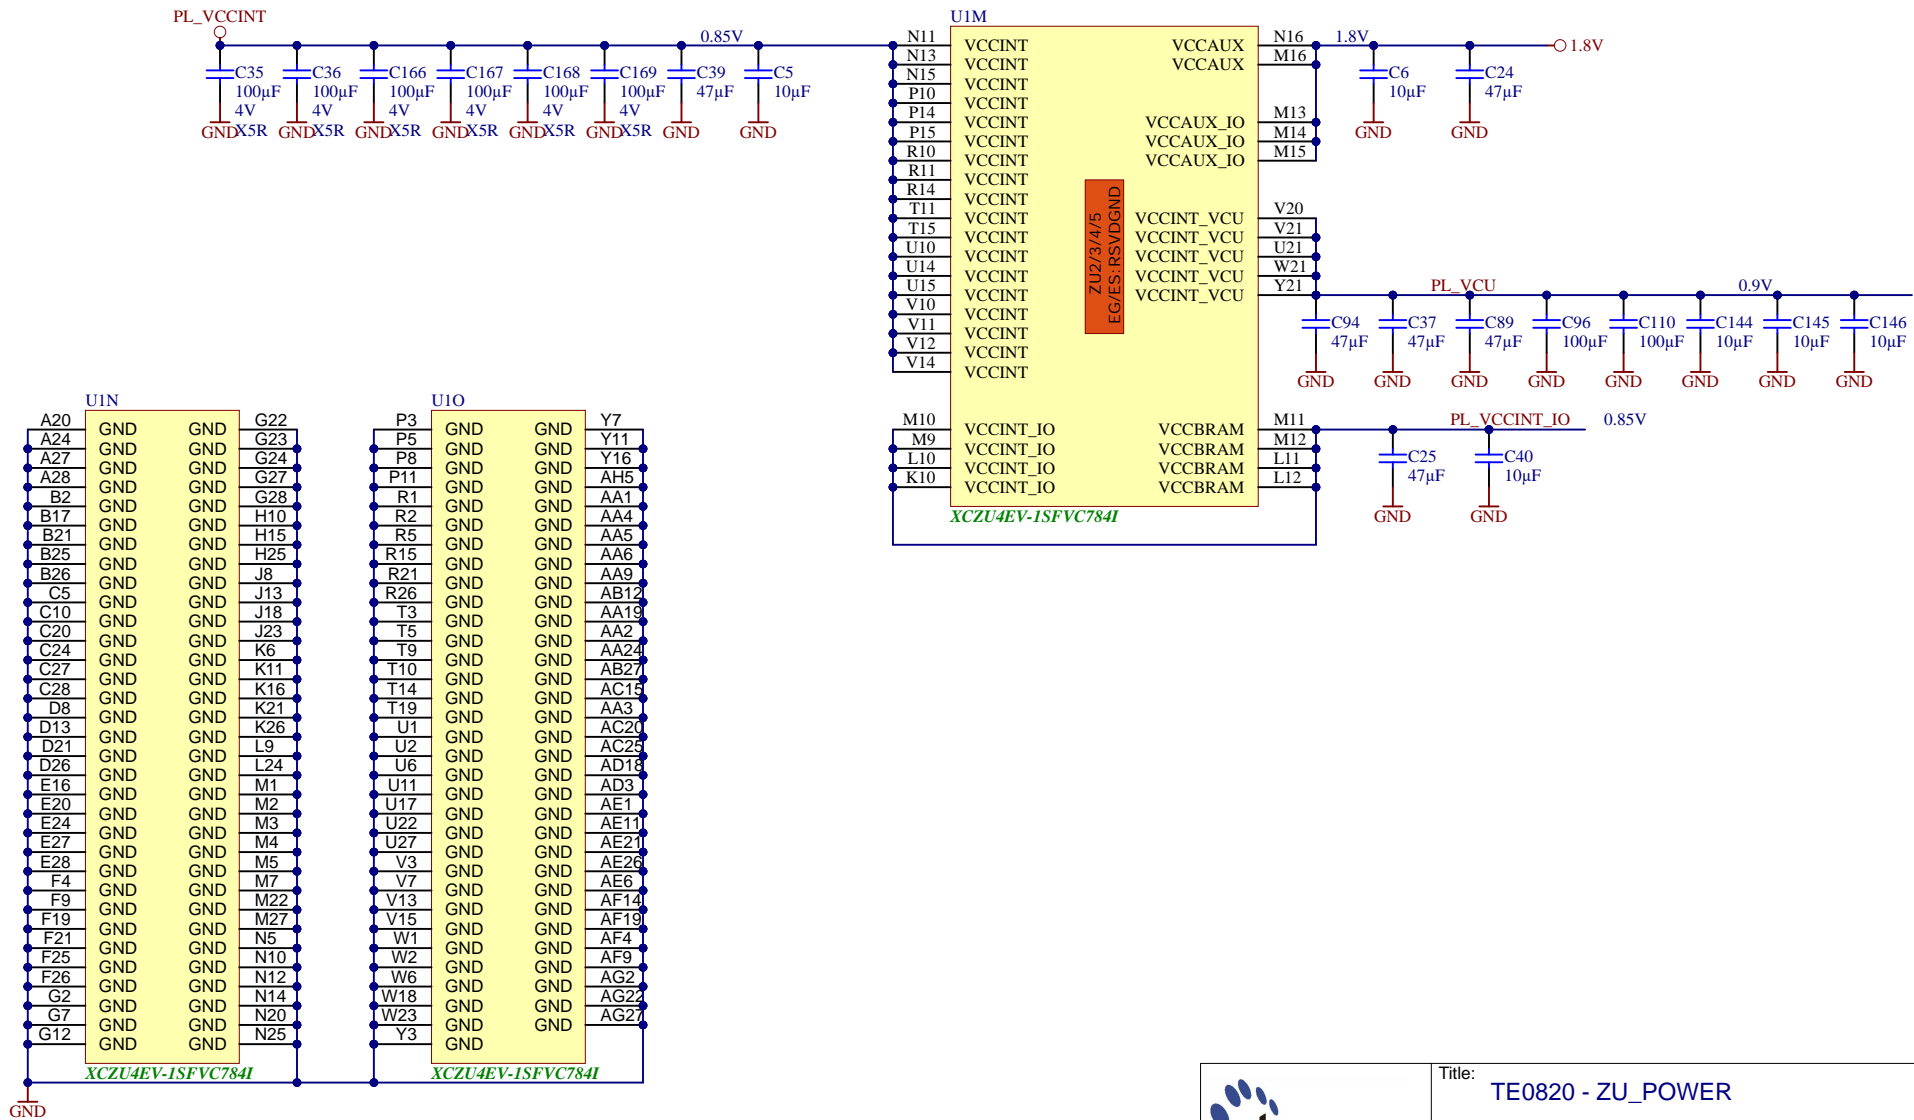 PL_VCCINT
0.85V
C35
100µF
4V
X5R
GND
C36
100µF
4V
X5R
GND
C166
100µF
4V
X5R
GND
C167
100µF
4V
X5R
GND
C168
100µF
4V
X5R
GND
C169
100µF
4V
X5R
GND
C39
47µF
GND
C5
10µF
GND
U1M
N11 VCCINT
N13 VCCINT
N15 VCCINT
P10 VCCINT
P14 VCCINT
P15 VCCINT
R10 VCCINT
R11 VCCINT
R14 VCCINT
T11 VCCINT
T15 VCCINT
U10 VCCINT
U14 VCCINT
U15 VCCINT
V10 VCCINT
V11 VCCINT
V12 VCCINT
V14 VCCINT
M10 VCCINT_IO
M9 VCCINT_IO
L10 VCCINT_IO
K10 VCCINT_IO
ZU2/3/4/5
EG/ES:RSVDGND
VCCAUX N16
VCCAUX M16
VCCAUX_IO M13
VCCAUX_IO M14
VCCAUX_IO M15
VCCINT_VCU V20
VCCINT_VCU V21
VCCINT_VCU U21
VCCINT_VCU W21
VCCINT_VCU Y21
VCCBRAM M11
VCCBRAM M12
VCCBRAM L11
VCCBRAM L12
XCZU4EV-1SFVC784I
1.8V
1.8V
C6
10µF
GND
C24
47µF
GND
PL_VCU
0.9V
C94
47µF
GND
C37
47µF
GND
C89
47µF
GND
C96
100µF
GND
C110
100µF
GND
C144
10µF
GND
C145
10µF
GND
C146
10µF
GND
PL_VCCINT_IO
0.85V
C25
47µF
GND
C40
10µF
GND
U1N
A20 GND GND G22
A24 GND GND G23
A27 GND GND G24
A28 GND GND G27
B2 GND GND G28
B17 GND GND H10
B21 GND GND H15
B25 GND GND H25
B26 GND GND J8
C5 GND GND J13
C10 GND GND J18
C20 GND GND J23
C24 GND GND K6
C27 GND GND K11
C28 GND GND K16
D8 GND GND K21
D13 GND GND K26
D21 GND GND L9
D26 GND GND L24
E16 GND GND M1
E20 GND GND M2
E24 GND GND M3
E27 GND GND M4
E28 GND GND M5
F4 GND GND M7
F9 GND GND M22
F19 GND GND M27
F21 GND GND N5
F25 GND GND N10
F26 GND GND N12
G2 GND GND N14
G7 GND GND N20
G12 GND GND N25
XCZU4EV-1SFVC784I
GND
U1O
P3 GND GND Y7
P5 GND GND Y11
P8 GND GND Y16
P11 GND GND AH5
R1 GND GND AA1
R2 GND GND AA4
R5 GND GND AA5
R15 GND GND AA6
R21 GND GND AA9
R26 GND GND AB12
T3 GND GND AA19
T5 GND GND AA2
T9 GND GND AA24
T10 GND GND AB27
T14 GND GND AC15
T19 GND GND AA3
U1 GND GND AC20
U2 GND GND AC25
U6 GND GND AD18
U11 GND GND AD3
U17 GND GND AE1
U22 GND GND AE11
U27 GND GND AE21
V3 GND GND AE26
V7 GND GND AE6
V13 GND GND AF14
V15 GND GND AF19
W1 GND GND AF4
W2 GND GND AF9
W6 GND GND AG2
W18 GND GND AG22
W23 GND GND AG27
Y3 GND
XCZU4EV-1SFVC784I
Title:
TE0820 - ZU_POWER